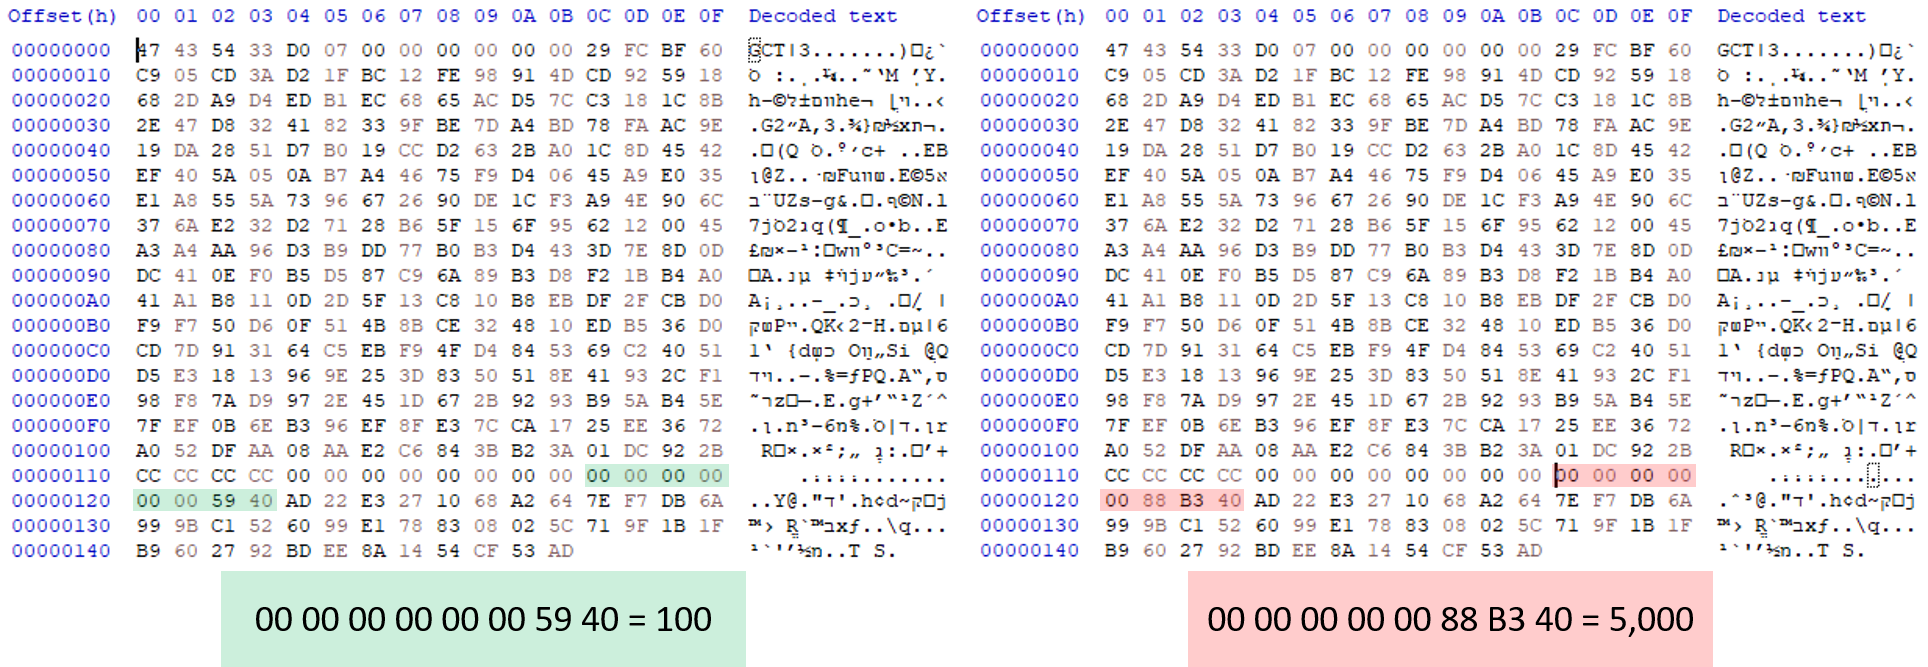 Offset(h) 00 01 02 03 04 05 06 07 08 09 0A 0B 0C 0D 0E 0F Decoded text
00000000 47 43 54 33 D0 07 00 00 00 00 00 00 29 FC BF 60
00000010 C9 05 CD 3A D2 1F BC 12 FE 98 91 4D CD 92 59 18
00000020 68 2D A9 D4 ED B1 EC 68 65 AC D5 7C C3 18 1C 8B
00000030 2E 47 D8 32 41 82 33 9F BE 7D A4 BD 78 FA AC 9E
00000040 19 DA 28 51 D7 B0 19 CC D2 63 2B A0 1C 8D 45 42
00000050 EF 40 5A 05 0A B7 A4 46 75 F9 D4 06 45 A9 E0 35
00000060 E1 A8 55 5A 73 96 67 26 90 DE 1C F3 A9 4E 90 6C
00000070 37 6A E2 32 D2 71 28 B6 5F 15 6F 95 62 12 00 45
00000080 A3 A4 AA 96 D3 B9 DD 77 B0 B3 D4 43 3D 7E 8D 0D
00000090 DC 41 0E F0 B5 D5 87 C9 6A 89 B3 D8 F2 1B B4 A0
000000A0 41 A1 B8 11 0D 2D 5F 13 C8 10 B8 EB DF 2F CB D0
000000B0 F9 F7 50 D6 0F 51 4B 8B CE 32 48 10 ED B5 36 D0
000000C0 CD 7D 91 31 64 C5 EB F9 4F D4 84 53 69 C2 40 51
000000D0 D5 E3 18 13 96 9E 25 3D 83 50 51 8E 41 93 2C F1
000000E0 98 F8 7A D9 97 2E 45 1D 67 2B 92 93 B9 5A B4 5E
000000F0 7F EF 0B 6E B3 96 EF 8F E3 7C CA 17 25 EE 36 72
00000100 A0 52 DF AA 08 AA E2 C6 84 3B B2 3A 01 DC 92 2B
00000110 CC CC CC CC 00 00 00 00 00 00 00 00 00 00 00 00
00000120 00 00 59 40 AD 22 E3 27 10 68 A2 64 7E F7 DB 6A
00000130 99 9B C1 52 60 99 E1 78 83 08 02 5C 71 9F 1B 1F
00000140 B9 60 27 92 BD EE 8A 14 54 CF 53 AD
00 00 00 00 00 00 59 40 = 100
Offset(h) 00 01 02 03 04 05 06 07 08 09 0A 0B 0C 0D 0E 0F Decoded text
00000000 47 43 54 33 D0 07 00 00 00 00 00 00 29 FC BF 60
00000010 C9 05 CD 3A D2 1F BC 12 FE 98 91 4D CD 92 59 18
00000020 68 2D A9 D4 ED B1 EC 68 65 AC D5 7C C3 18 1C 8B
00000030 2E 47 D8 32 41 82 33 9F BE 7D A4 BD 78 FA AC 9E
00000040 19 DA 28 51 D7 B0 19 CC D2 63 2B A0 1C 8D 45 42
00000050 EF 40 5A 05 0A B7 A4 46 75 F9 D4 06 45 A9 E0 35
00000060 E1 A8 55 5A 73 96 67 26 90 DE 1C F3 A9 4E 90 6C
00000070 37 6A E2 32 D2 71 28 B6 5F 15 6F 95 62 12 00 45
00000080 A3 A4 AA 96 D3 B9 DD 77 B0 B3 D4 43 3D 7E 8D 0D
00000090 DC 41 0E F0 B5 D5 87 C9 6A 89 B3 D8 F2 1B B4 A0
000000A0 41 A1 B8 11 0D 2D 5F 13 C8 10 B8 EB DF 2F CB D0
000000B0 F9 F7 50 D6 0F 51 4B 8B CE 32 48 10 ED B5 36 D0
000000C0 CD 7D 91 31 64 C5 EB F9 4F D4 84 53 69 C2 40 51
000000D0 D5 E3 18 13 96 9E 25 3D 83 50 51 8E 41 93 2C F1
000000E0 98 F8 7A D9 97 2E 45 1D 67 2B 92 93 B9 5A B4 5E
000000F0 7F EF 0B 6E B3 96 EF 8F E3 7C CA 17 25 EE 36 72
00000100 A0 52 DF AA 08 AA E2 C6 84 3B B2 3A 01 DC 92 2B
00000110 CC CC CC CC 00 00 00 00 00 00 00 00 00 00 00 00
00000120 00 88 B3 40 AD 22 E3 27 10 68 A2 64 7E F7 DB 6A
00000130 99 9B C1 52 60 99 E1 78 83 08 02 5C 71 9F 1B 1F
00000140 B9 60 27 92 BD EE 8A 14 54 CF 53 AD
00 00 00 00 00 88 B3 40 = 5,000